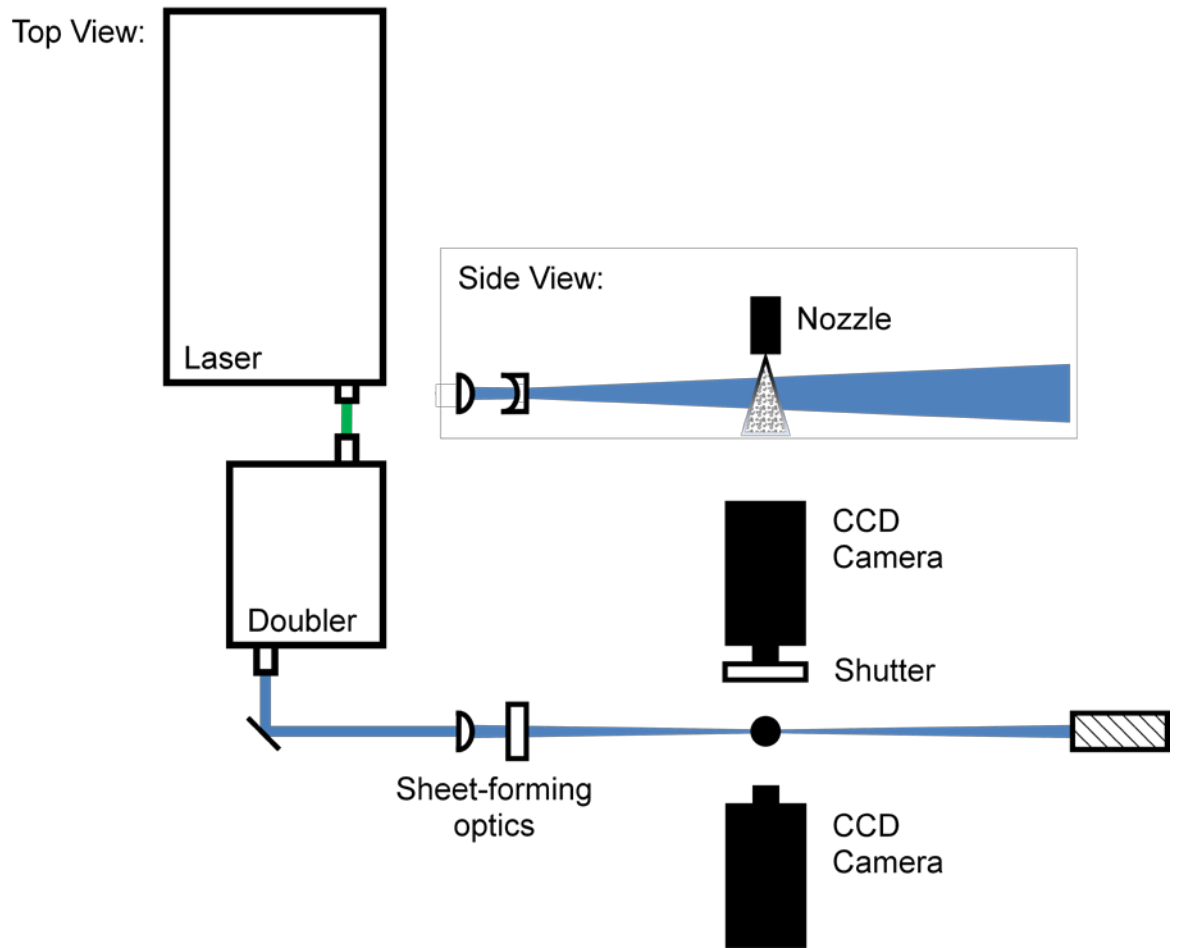 Top View:
Laser
Side View:
Nozzle
Doubler
CCD
Camera
Shutter
Sheet-forming
optics
CCD
Camera